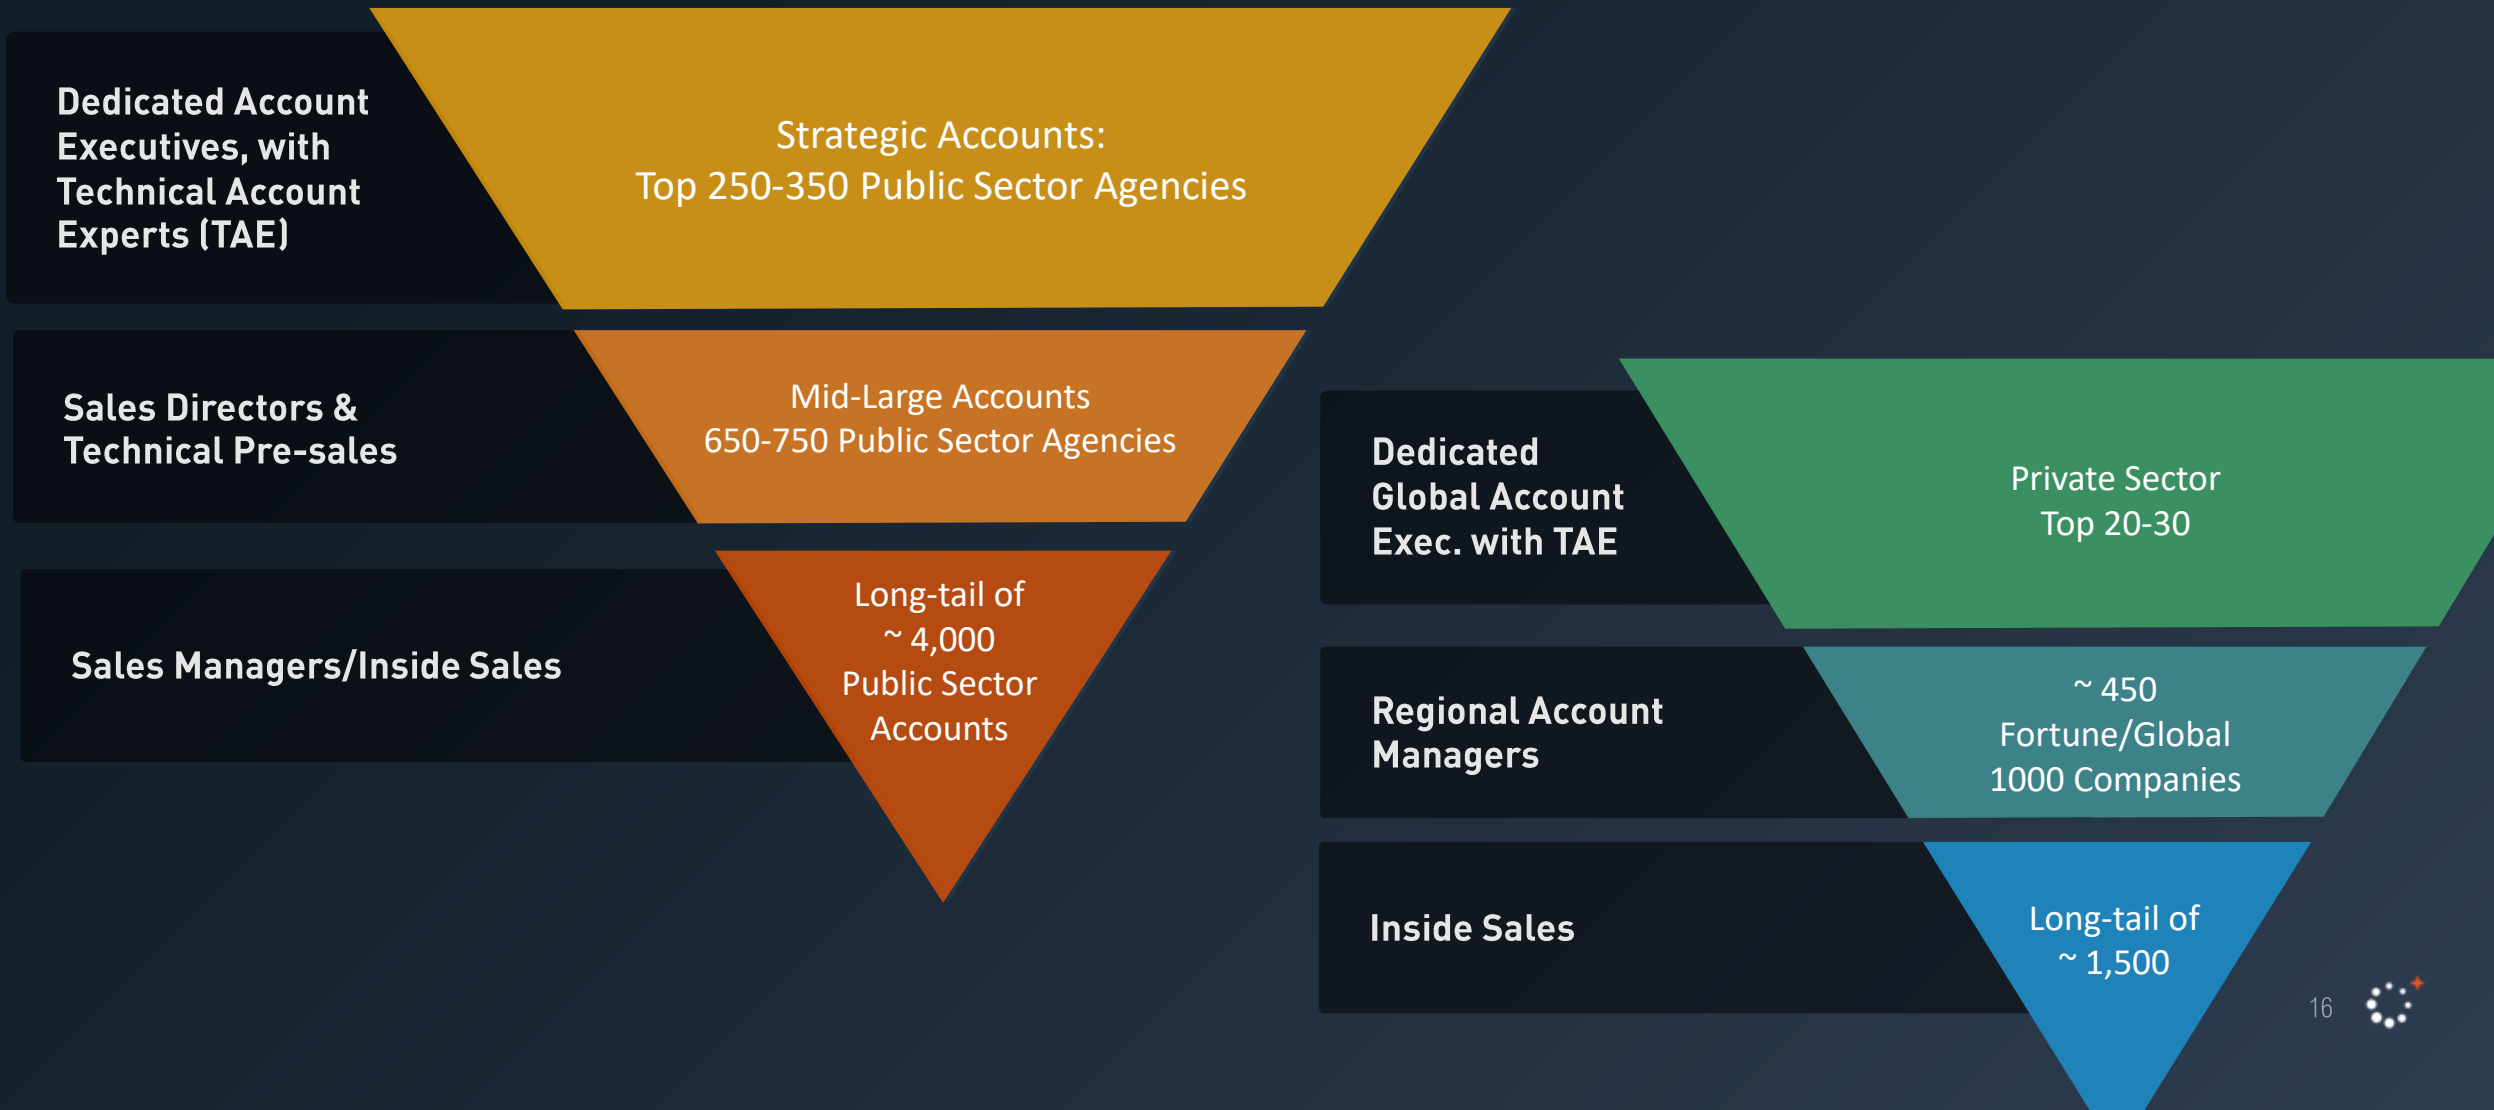 Dedicated Account
Executives, with
Technical Account
Experts (TAE)
Strategic Accounts:
Top 250-350 Public Sector Agencies
Sales Directors &
Technical Pre-sales
Mid-Large Accounts
650-750 Public Sector Agencies
Sales Managers/Inside Sales
Long-tail of
~ 4,000
Public Sector
Accounts
Dedicated
Global Account
Exec. with TAE
Private Sector
Top 20-30
Regional Account
Managers
~ 450
Fortune/Global
1000 Companies
Inside Sales
Long-tail of
~ 1,500
16